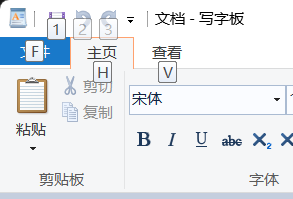 1 2 3 文档 - 写字板
文件 主页 查看
F H V
剪切
复制
粘贴
宋体
B I U abc X₂ X
剪贴板 字体